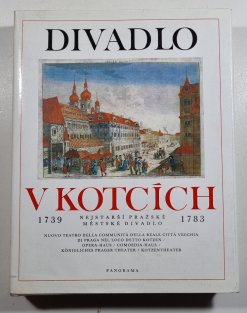 DIVADLO
V KOTCÍCH
1739 NEJSTARŠÍ PRAŽSKÉ 1783
MĚSTSKÉ DIVADLO
NUOVO TEATRO DELLA COMMUNITÀ DELLA REALE CITTÀ VECCHIA
DI PRAGA NEL LOCO DETTO KOTZEN /
OPERA-HAUS / COMOEDIA-HAUS /
KÖNIGLICHES PRAGER THEATER / KOTZENTHEATER
PANORAMA